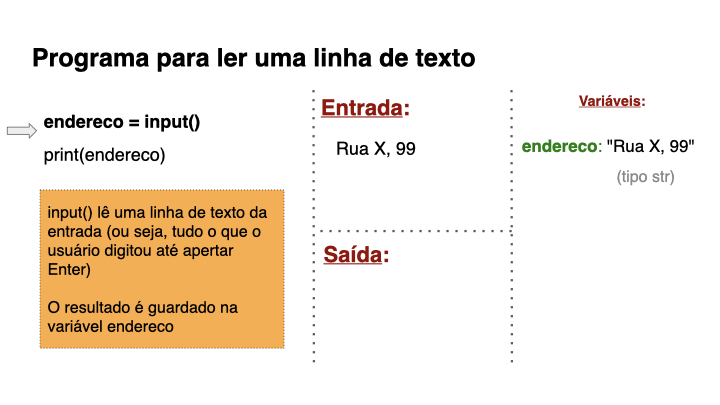 Programa para ler uma linha de texto
endereco = input()
print(endereco)
input() lê uma linha de texto da
entrada (ou seja, tudo o que o
usuário digitou até apertar
Enter)
O resultado é guardado na
variável endereco
Entrada:
Rua X, 99
Saída:
Variáveis:
endereco: "Rua X, 99"
(tipo str)